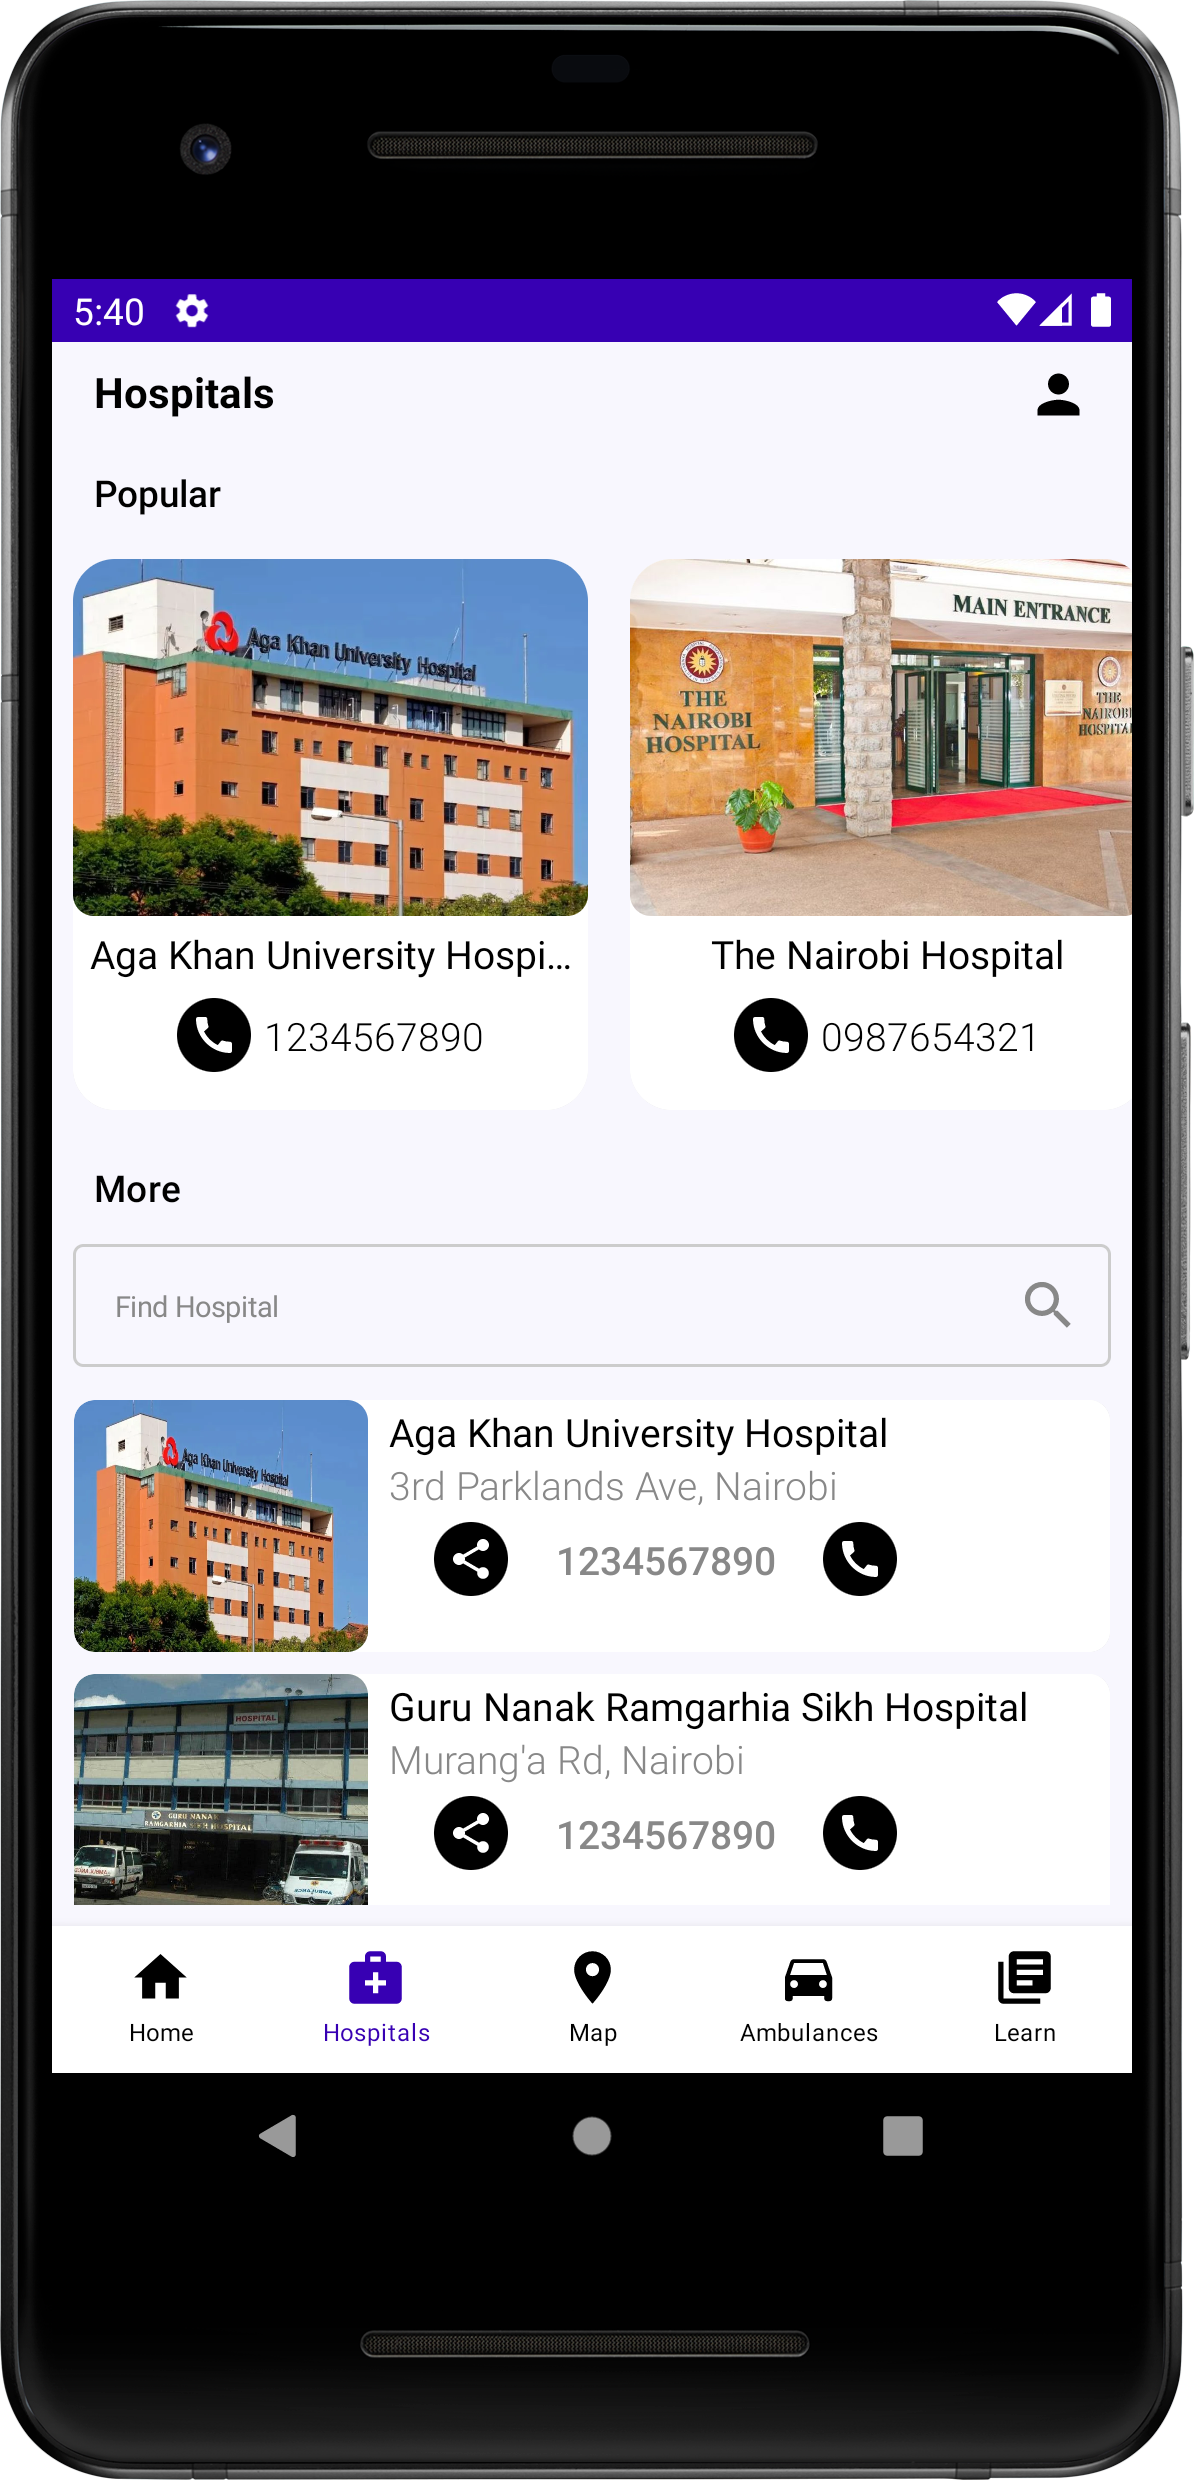 5:40
Hospitals
Popular
Aga Khan University Hospital
MAIN ENTRANCE
THE
NAIROBI
HOSPITAL
THE
NAIROBI
HOSPITAL
Aga Khan University Hospi...
The Nairobi Hospital
1234567890
0987654321
More
Find Hospital
Aga Khan University Hospital
Aga Khan University Hospital
3rd Parklands Ave, Nairobi
1234567890
HOSPITAL
GURU NANAK
RAMGARHIA SIKH HOSPITAL
Guru Nanak Ramgarhia Sikh Hospital
Murang'a Rd, Nairobi
1234567890
Home
Hospitals
Map
Ambulances
Learn